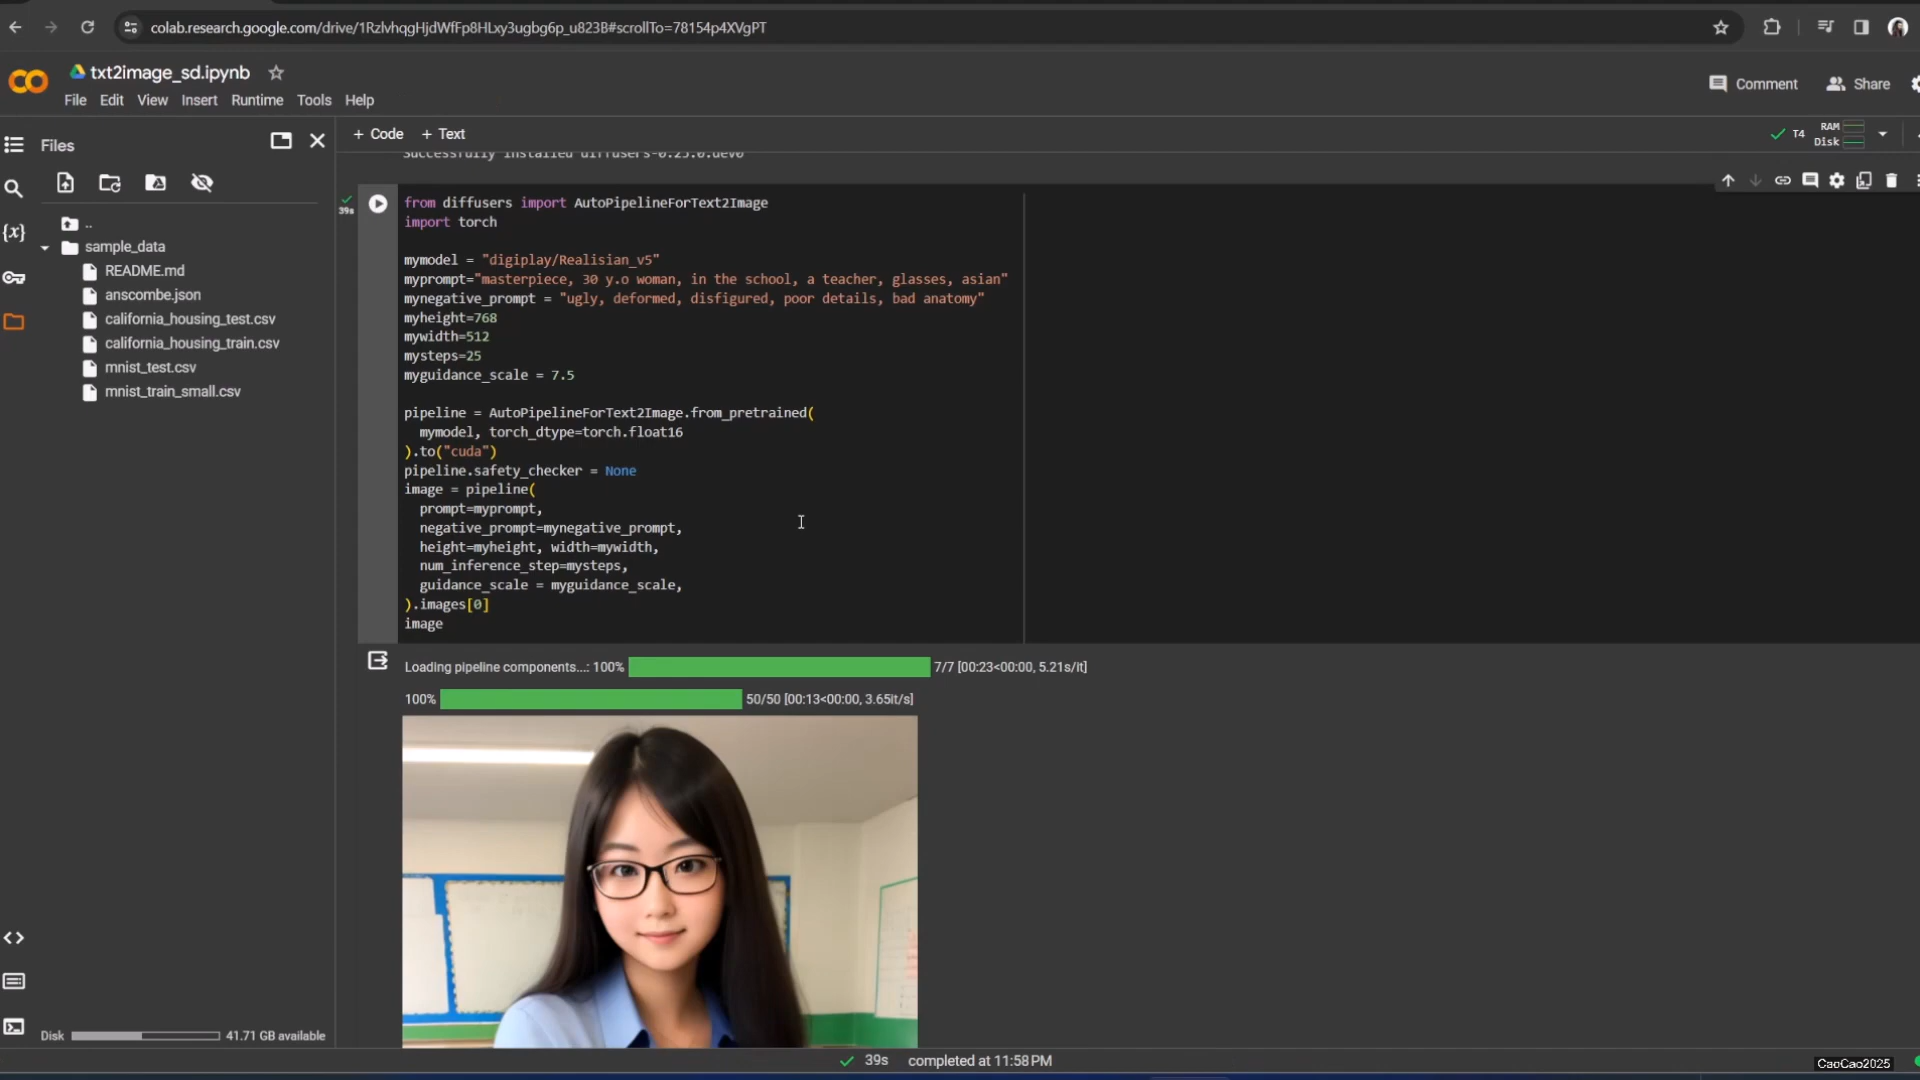 colab.research.google.com/drive/1RzlvhqgHjdWfFp8HLxy3ugbg6p_u823B#scrollTo=78154p4XVgPT
txt2image_sd.ipynb
File Edit View Insert Runtime Tools Help
Comment
Share
Files
+ Code + Text
T4
RAM
Disk
Successfully installed diffusers-0.25.0.dev0
..
sample_data
README.md
anscombe.json
california_housing_test.csv
california_housing_train.csv
mnist_test.csv
mnist_train_small.csv
{x}
39s
from diffusers import AutoPipelineForText2Image
import torch
mymodel = "digiplay/Realisian_v5"
myprompt="masterpiece, 30 y.o woman, in the school, a teacher, glasses, asian"
mynegative_prompt = "ugly, deformed, disfigured, poor details, bad anatomy"
myheight=768
mywidth=512
mysteps=25
myguidance_scale = 7.5
pipeline = AutoPipelineForText2Image.from_pretrained(
mymodel, torch_dtype=torch.float16
).to("cuda")
pipeline.safety_checker = None
image = pipeline(
prompt=myprompt,
negative_prompt=mynegative_prompt,
height=myheight, width=mywidth,
num_inference_step=mysteps,
guidance_scale = myguidance_scale,
).images[0]
image
Loading pipeline components...: 100% 7/7 [00:23<00:00, 5.21s/it]
100% 50/50 [00:13<00:00, 3.65it/s]
Disk 41.71 GB available
39s completed at 11:58 PM
CaoCao2025